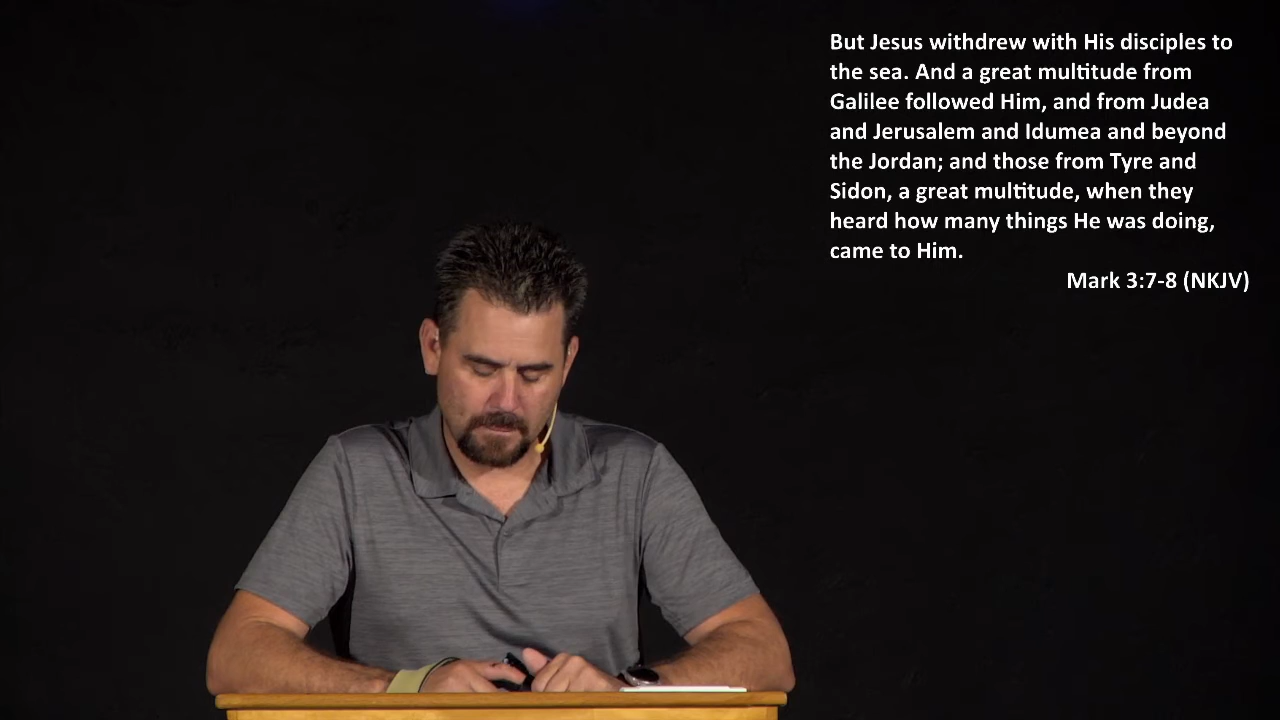 But Jesus withdrew with His disciples to
the sea. And a great multitude from
Galilee followed Him, and from Judea
and Jerusalem and Idumea and beyond
the Jordan; and those from Tyre and
Sidon, a great multitude, when they
heard how many things He was doing,
came to Him.
Mark 3:7-8 (NKJV)